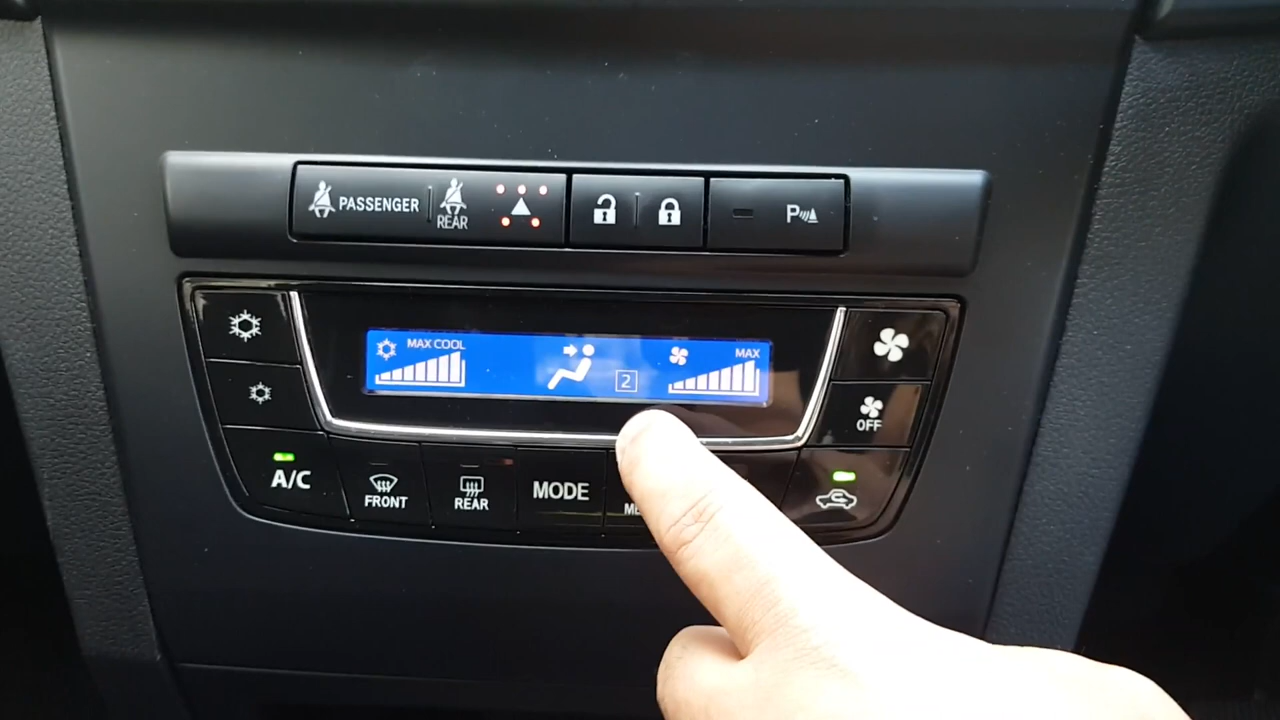 PASSENGER
REAR
P
MAX COOL
2
MAX
OFF
A/C
FRONT
REAR
MODE